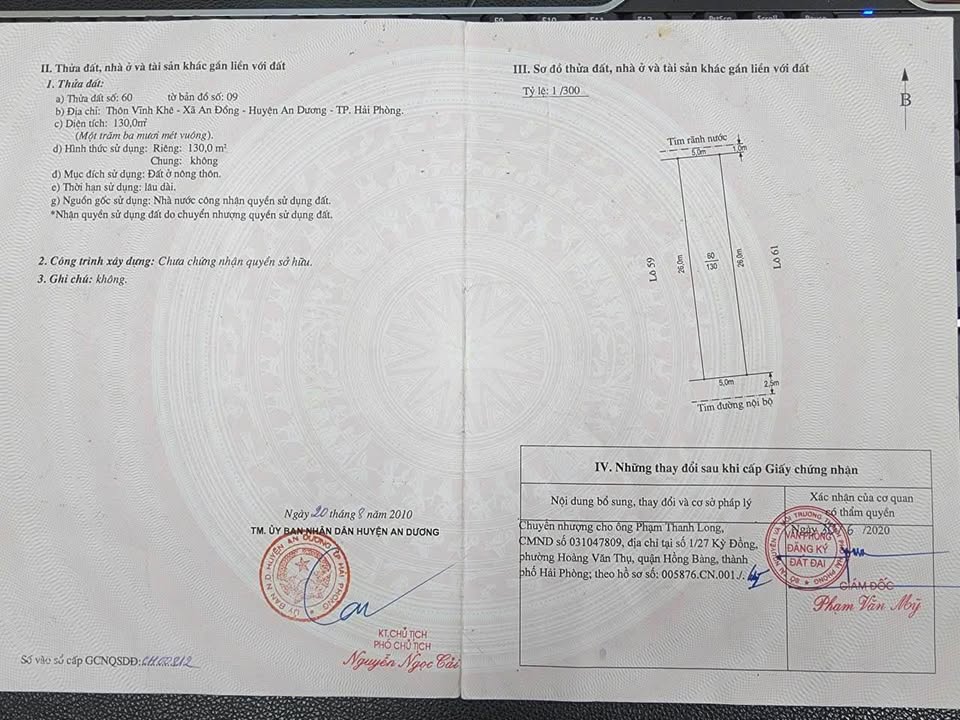 II. Thửa đất, nhà ở và tài sản khác gắn liền với đất
1. Thửa đất:
a) Thửa đất số: 60 tờ bản đồ số: 09
b) Địa chỉ: Thôn Vĩnh Khê - Xã An Đồng - Huyện An Dương - TP. Hải Phòng.
c) Diện tích: 130,0m²
(Một trăm ba mươi mét vuông).
d) Hình thức sử dụng: Riêng: 130,0 m²
Chung: không
đ) Mục đích sử dụng: Đất ở nông thôn.
e) Thời hạn sử dụng: lâu dài.
g) Nguồn gốc sử dụng: Nhà nước công nhận quyền sử dụng đất.
*Nhận quyền sử dụng đất do chuyển nhượng quyền sử dụng đất.
2. Công trình xây dựng: Chưa chứng nhận quyền sở hữu.
3. Ghi chú: không.
Ngày 20 tháng 8 năm 2010
TM. ỦY BAN NHÂN DÂN HUYỆN AN DƯƠNG
KT.CHỦ TỊCH
PHÓ CHỦ TỊCH
Nguyễn Ngọc Cải
Số vào sổ cấp GCNQSDĐ:
III. Sơ đồ thửa đất, nhà ở và tài sản khác gắn liền với đất
Tỷ lệ: 1/300
B
Tim rãnh nước
5,0m
1,0m
Lô 59
26,0m
60
130
26,0m
Lô 61
5,0m
2,5m
Tim đường nội bộ
IV. Những thay đổi sau khi cấp Giấy chứng nhận
Nội dung bổ sung, thay đổi và cơ sở pháp lý
Xác nhận của cơ quan
có thẩm quyền
Chuyển nhượng cho ông Phạm Thanh Long,
CMND số 031047809, địa chỉ tại số 1/27 Kỳ Đồng,
phường Hoàng Văn Thụ, quận Hồng Bàng, thành
phố Hải Phòng; theo hồ sơ số: 005876.CN.001./.
Ngày 6 /2020
VĂN PHÒNG
ĐĂNG KÝ
ĐẤT ĐAI
GIÁM ĐỐC
Phạm Văn Mỹ